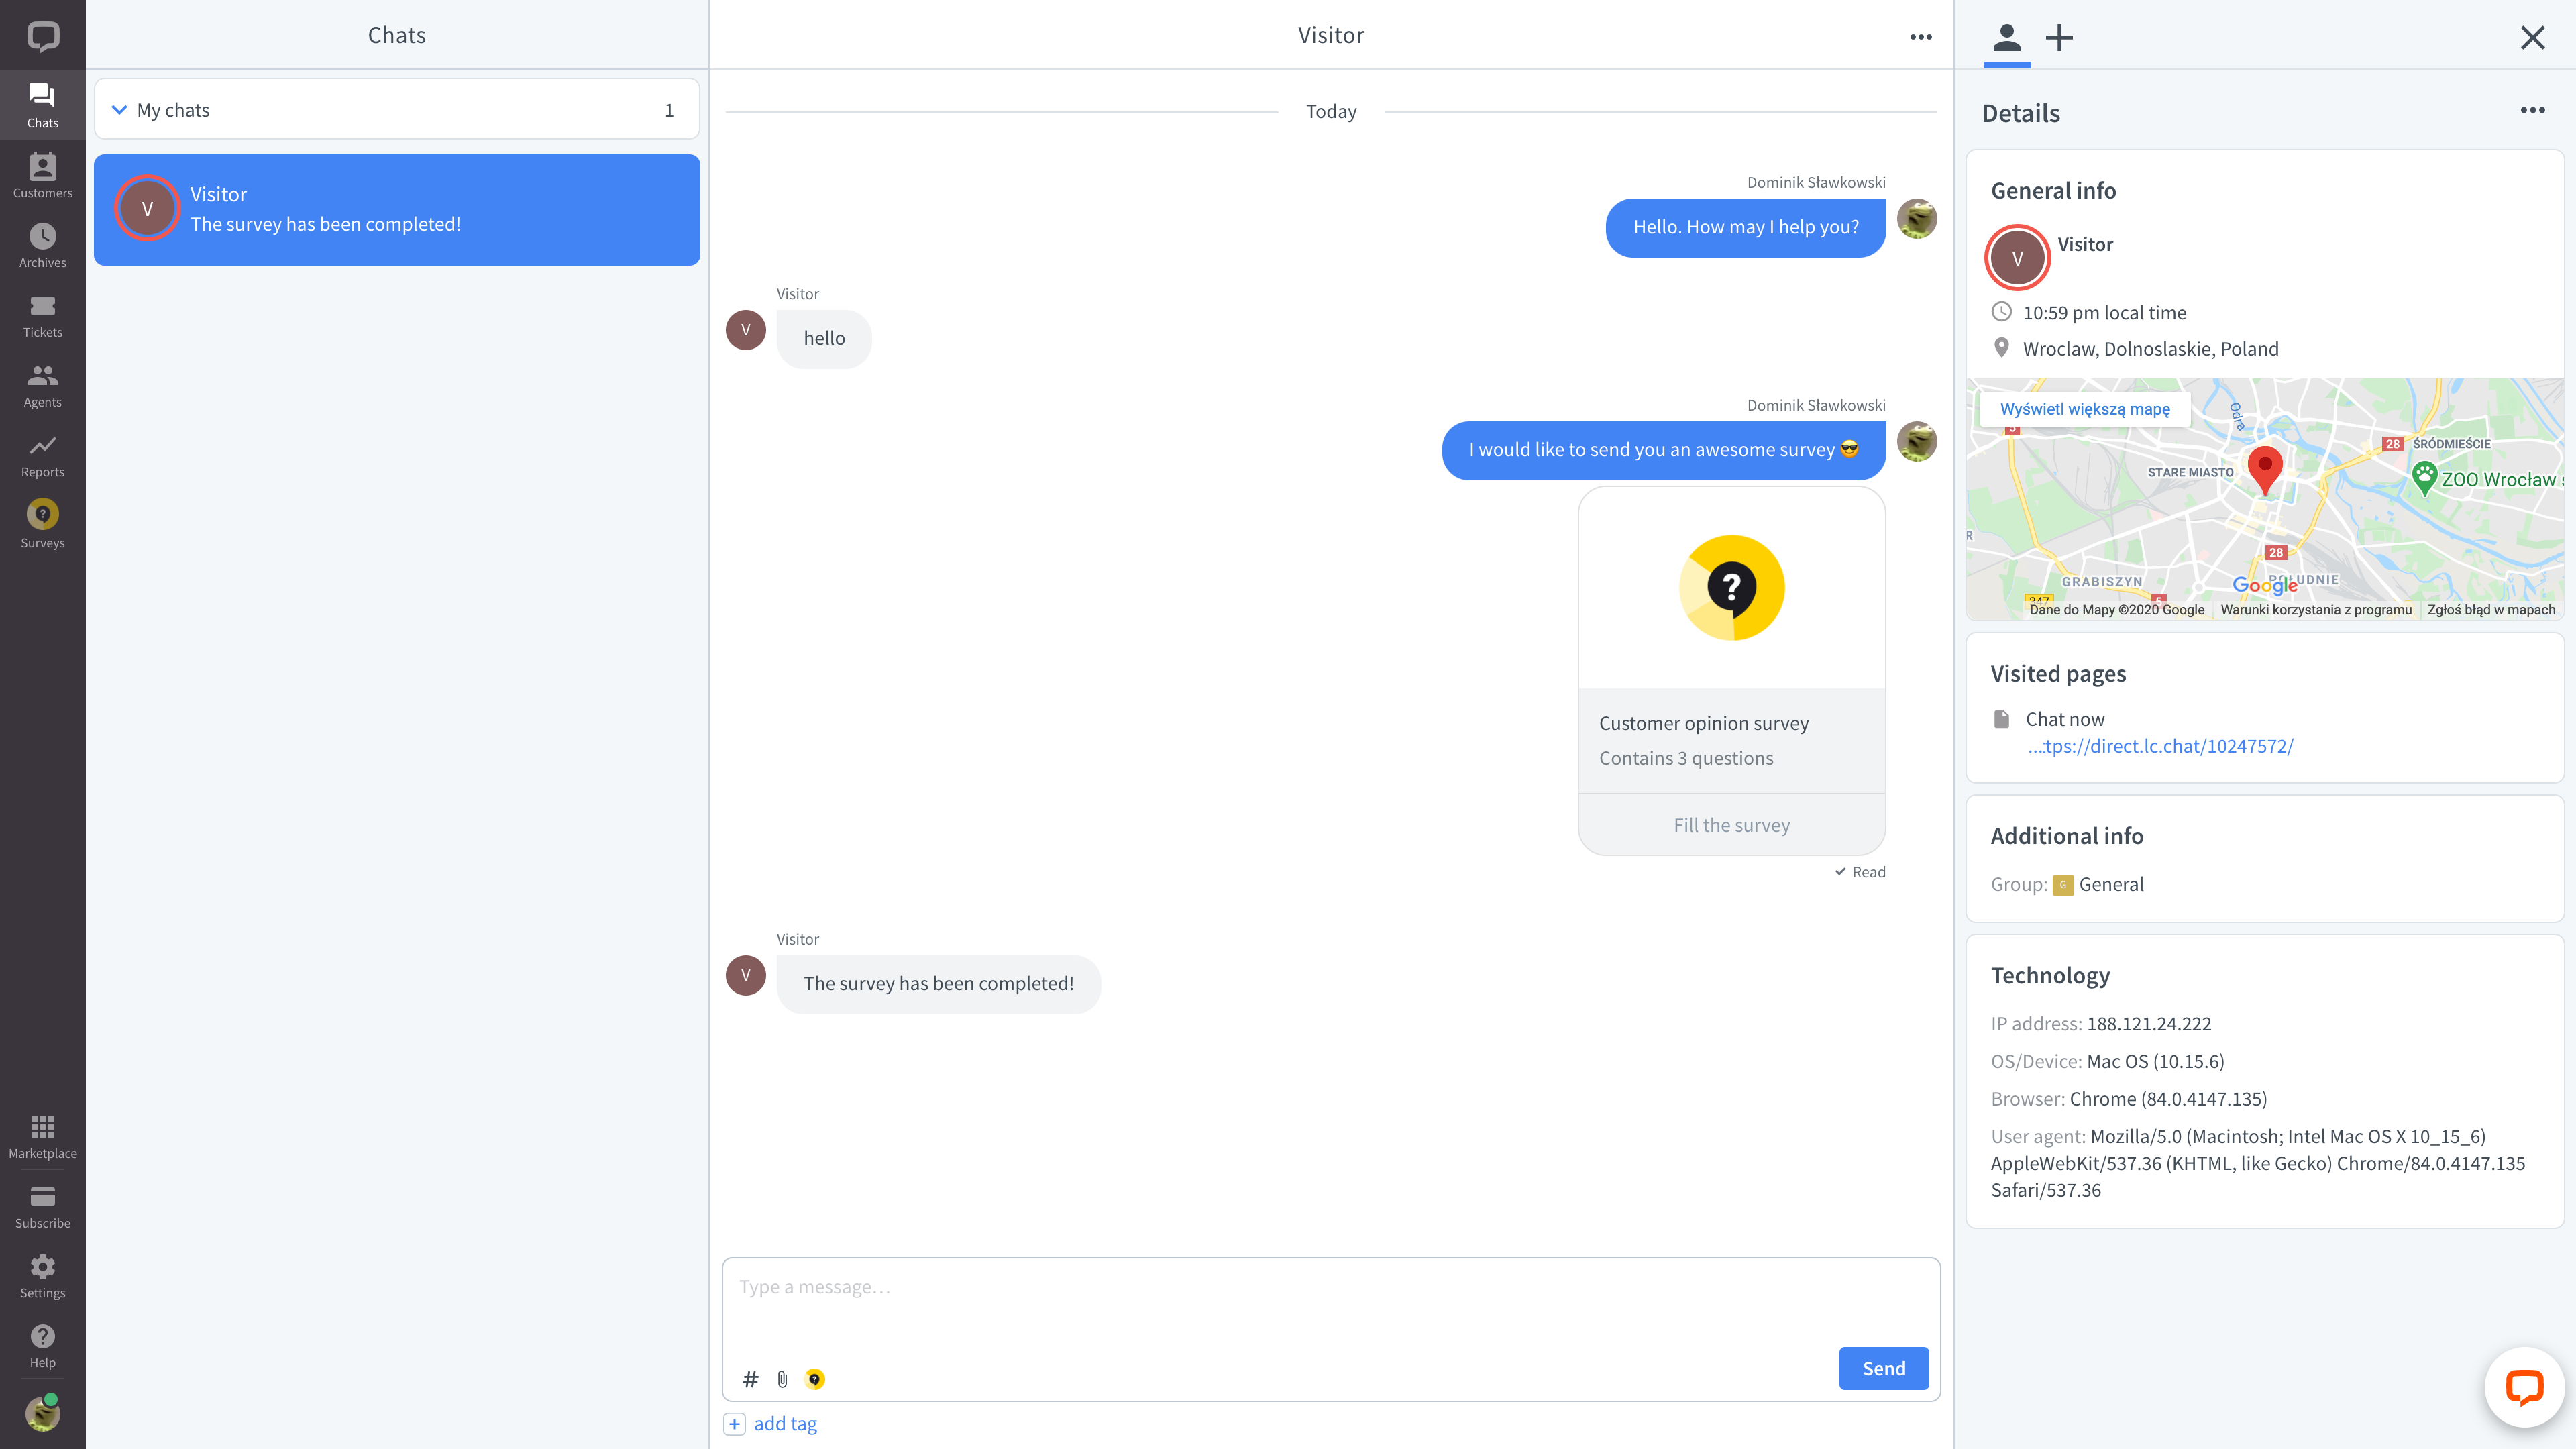 Chats
Customers
Archives
Tickets
Agents
Reports
?
Surveys
Marketplace
Subscribe
Settings
?
Help
Chats
My chats
1
V
Visitor
The survey has been completed!
Visitor
Today
Dominik Sławkowski
Hello. How may I help you?
Visitor
V
hello
Dominik Sławkowski
I would like to send you an awesome survey 😎
?
Customer opinion survey
Contains 3 questions
Fill the survey
Read
Visitor
V
The survey has been completed!
Type a message…
#
?
Send
+ add tag
Details
General info
V
Visitor
10:59 pm local time
Wroclaw, Dolnoslaskie, Poland
Wyświetl większą mapę
Odra
5
28
ŚRÓDMIEŚCIE
STARE MIASTO
ZOO Wrocław
28
R
GRABISZYN
POŁUDNIE
Google
347
5
Dane do Mapy ©2020 Google
Warunki korzystania z programu
Zgłoś błąd w mapach
Visited pages
Chat now
...tps://direct.lc.chat/10247572/
Additional info
Group: G General
Technology
IP address: 188.121.24.222
OS/Device: Mac OS (10.15.6)
Browser: Chrome (84.0.4147.135)
User agent: Mozilla/5.0 (Macintosh; Intel Mac OS X 10_15_6)
AppleWebKit/537.36 (KHTML, like Gecko) Chrome/84.0.4147.135
Safari/537.36